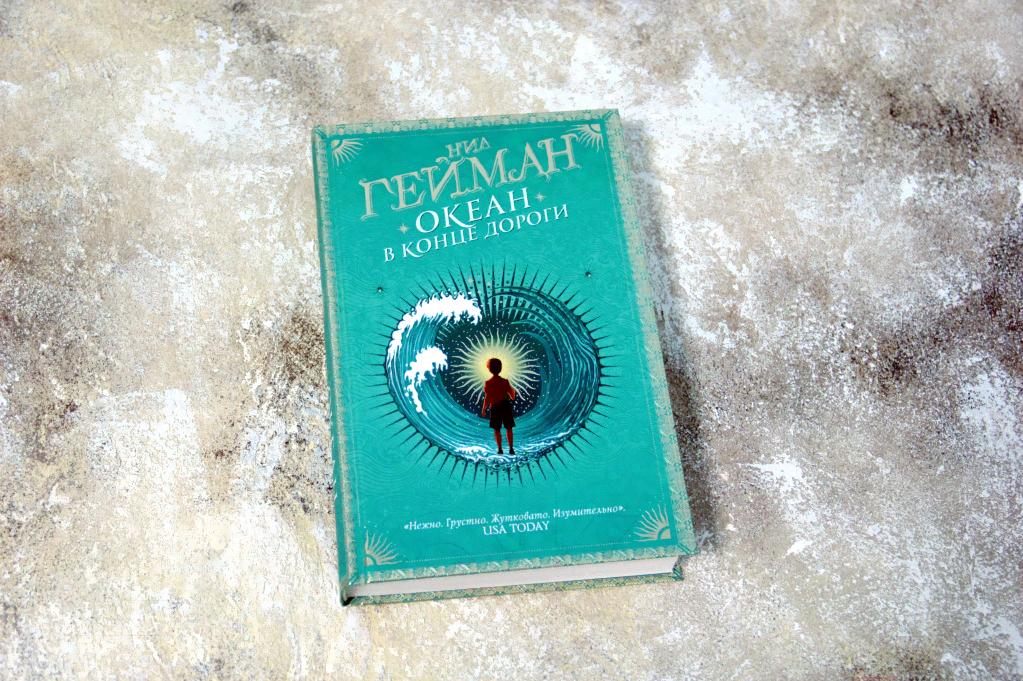 НИЛ
ГЕЙМАН
ОКЕАН
В КОНЦЕ ДОРОГИ
«Нежно. Грустно. Жутковато. Изумительно».
USA TODAY